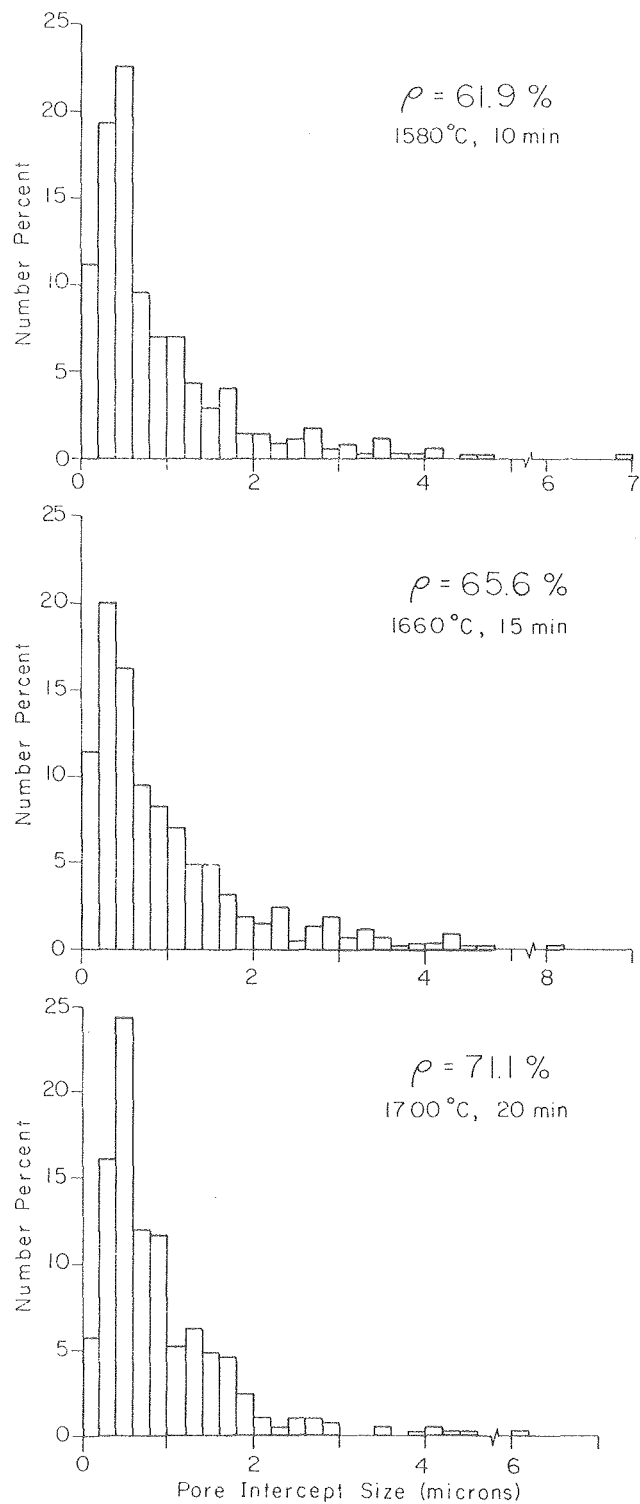 25
20
15
10
5
0
Number Percent
ρ = 61.9 %
1580°C, 10 min
0 2 4 6 7
25
20
15
10
5
0
Number Percent
ρ = 65.6 %
1660°C, 15 min
0 2 4 8
25
20
15
10
5
0
Number Percent
ρ = 71.1 %
1700°C, 20 min
0 2 4 6
Pore Intercept Size (microns)